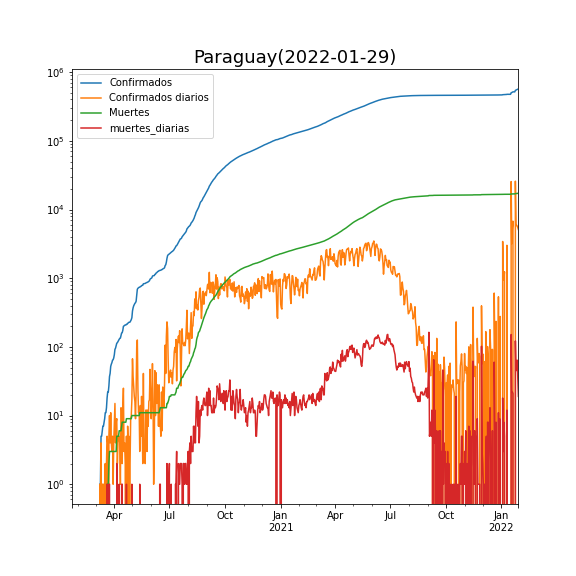 Paraguay(2022-01-29)
Confirmados
Confirmados diarios
Muertes
muertes_diarias
10⁶
10⁵
10⁴
10³
10²
10¹
10⁰
Apr Jul Oct Jan Apr Jul Oct Jan
2021 2022